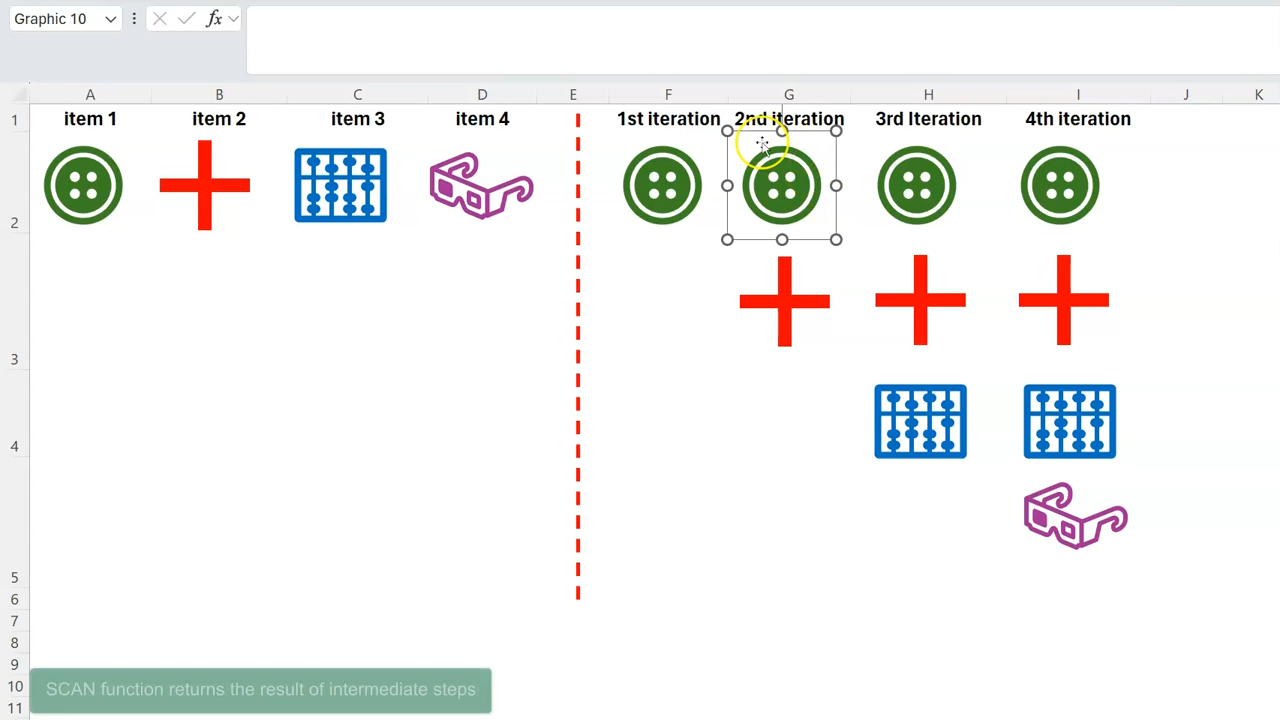 Graphic 10 fx
A B C D E F G H I J K
1 item 1 item 2 item 3 item 4 1st iteration 2nd iteration 3rd Iteration 4th iteration
2
3
4
5
6
7
8
9
10
11
SCAN function returns the result of intermediate steps